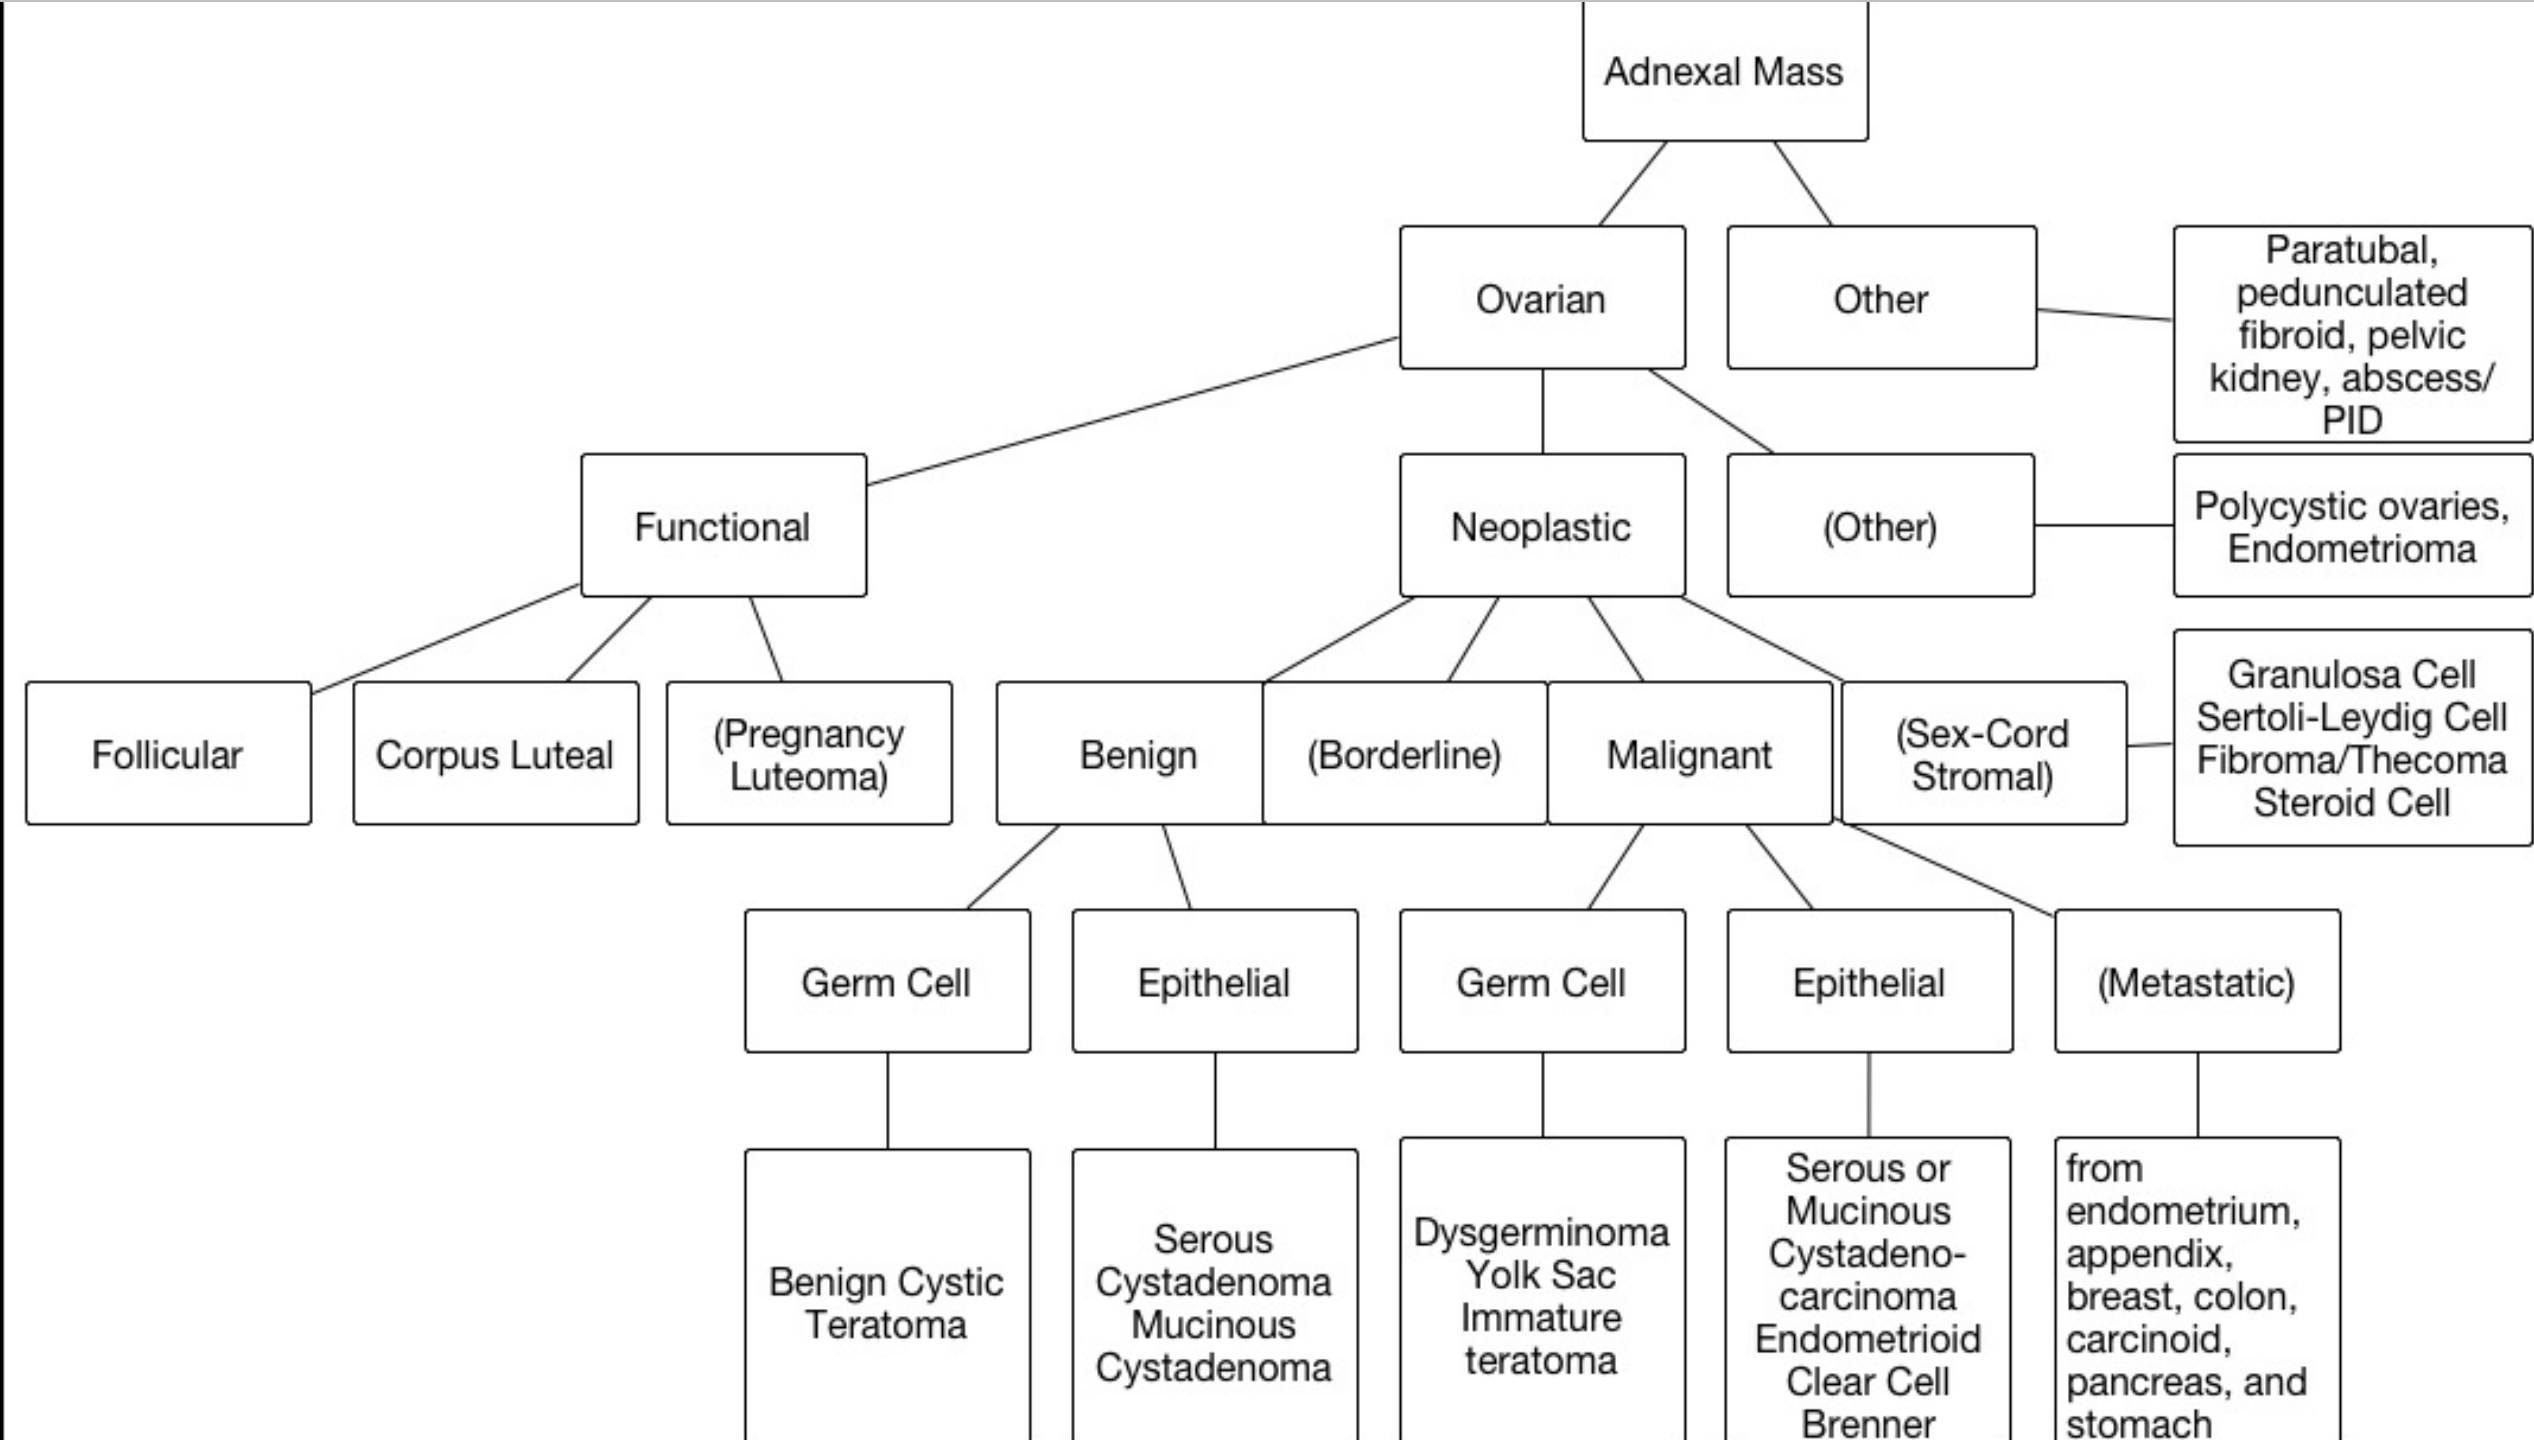 Adnexal Mass
Ovarian
Other
Paratubal,
pedunculated
fibroid, pelvic
kidney, abscess/
PID
Functional
Neoplastic
(Other)
Polycystic ovaries,
Endometrioma
Follicular
Corpus Luteal
(Pregnancy
Luteoma)
Benign
(Borderline)
Malignant
(Sex-Cord
Stromal)
Granulosa Cell
Sertoli-Leydig Cell
Fibroma/Thecoma
Steroid Cell
Germ Cell
Epithelial
Germ Cell
Epithelial
(Metastatic)
Benign Cystic
Teratoma
Serous
Cystadenoma
Mucinous
Cystadenoma
Dysgerminoma
Yolk Sac
Immature
teratoma
Serous or
Mucinous
Cystadeno-
carcinoma
Endometrioid
Clear Cell
Brenner
from
endometrium,
appendix,
breast, colon,
carcinoid,
pancreas, and
stomach